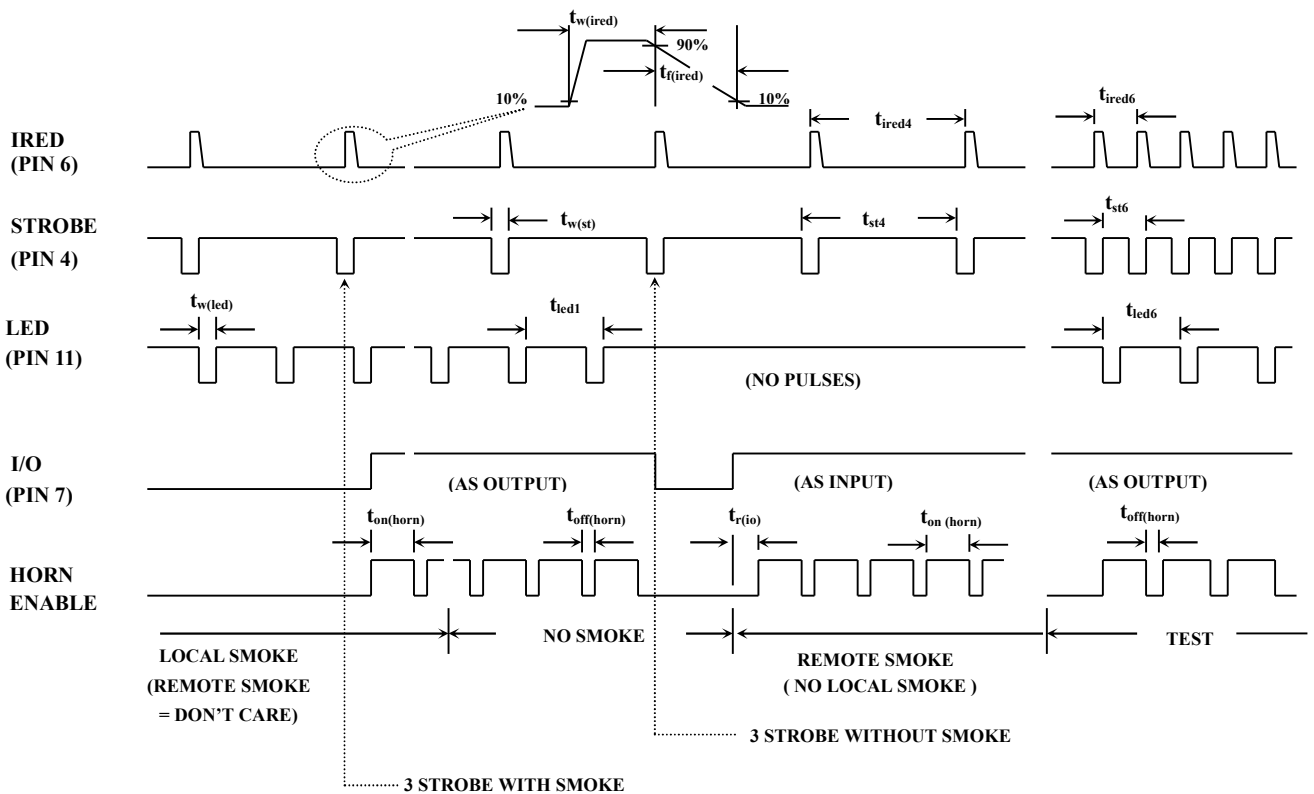 tw(ired)
90%
tf(ired)
10%
10%
IRED
(PIN 6)
tired4
tired6
STROBE
(PIN 4)
tw(st)
tst4
tst6
LED
(PIN 11)
tw(led)
tled1
(NO PULSES)
tled6
I/O
(PIN 7)
(AS OUTPUT)
(AS INPUT)
(AS OUTPUT)
HORN
ENABLE
ton(horn)
toff(horn)
tr(io)
ton (horn)
toff(horn)
LOCAL SMOKE
(REMOTE SMOKE
= DON'T CARE)
NO SMOKE
REMOTE SMOKE
( NO LOCAL SMOKE )
TEST
3 STROBE WITHOUT SMOKE
3 STROBE WITH SMOKE